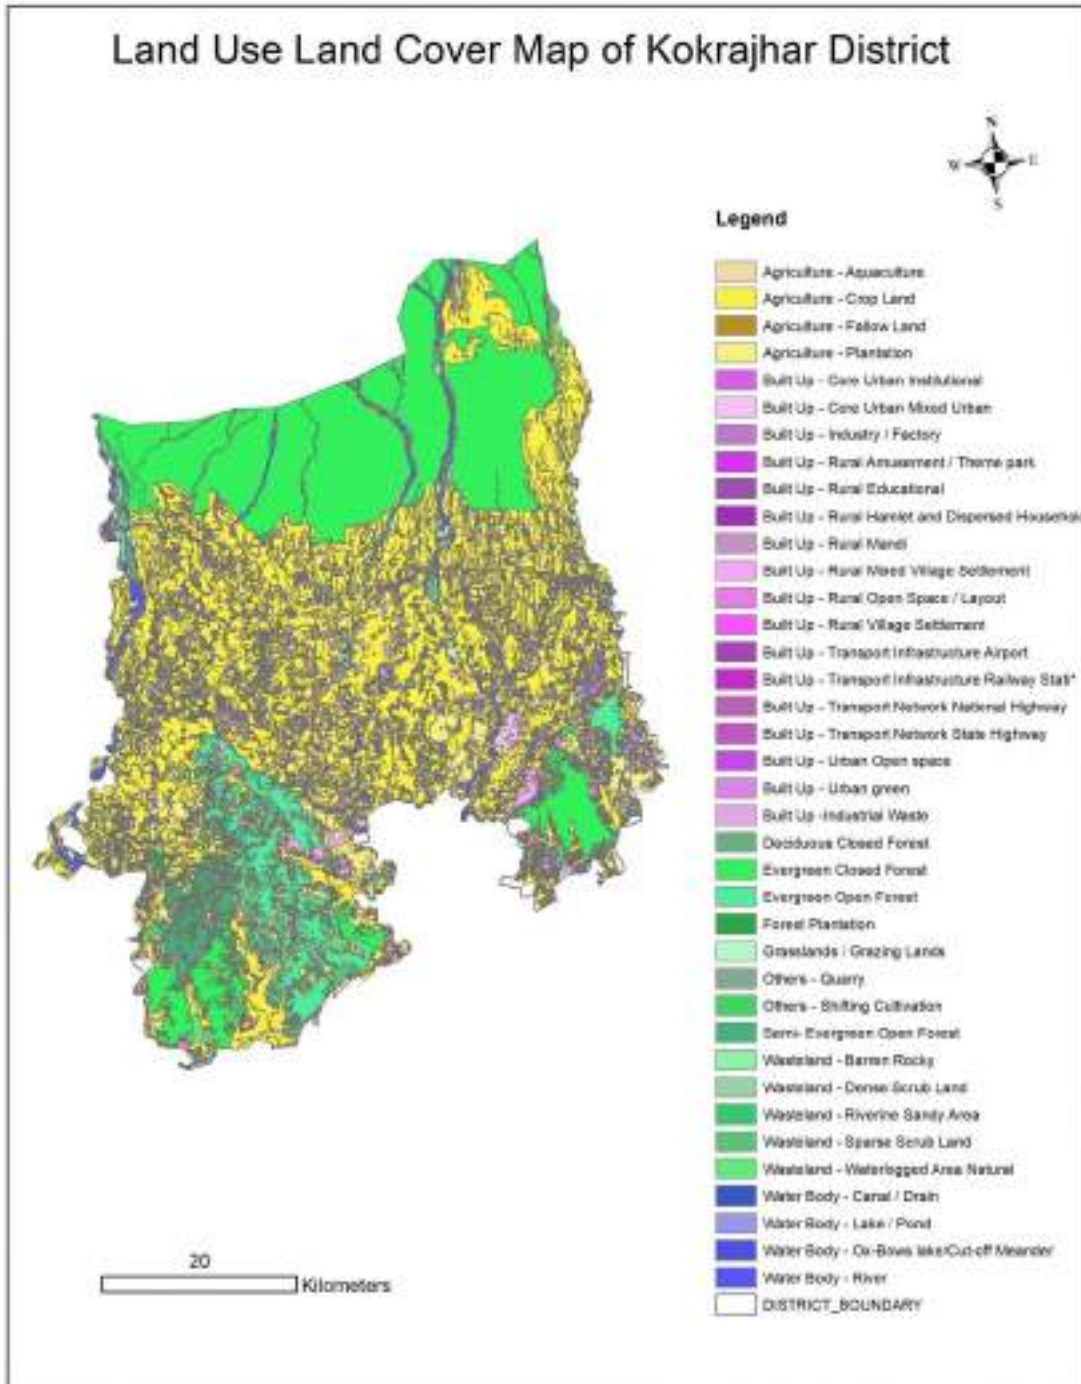 Land Use Land Cover Map of Kokrajhar District
N
W E
S
Legend
Agriculture - Aquaculture
Agriculture - Crop Land
Agriculture - Fallow Land
Agriculture - Plantation
Built Up - Core Urban Institutional
Built Up - Core Urban Mixed Urban
Built Up - Industry / Factory
Built Up - Rural Amusement / Theme park
Built Up - Rural Educational
Built Up - Rural Hamlet and Dispersed Househol
Built Up - Rural Mandi
Built Up - Rural Mixed Village Settlement
Built Up - Rural Open Space / Layout
Built Up - Rural Village Settlement
Built Up - Transport Infrastructure Airport
Built Up - Transport Infrastructure Railway Stati*
Built Up - Transport Network National Highway
Built Up - Transport Network State Highway
Built Up - Urban Open space
Built Up - Urban green
Built Up -Industrial Waste
Deciduous Closed Forest
Evergreen Closed Forest
Evergreen Open Forest
Forest Plantation
Grasslands / Grazing Lands
Others - Quarry
Others - Shifting Cultivation
Semi- Evergreen Open Forest
Wasteland - Barren Rocky
Wasteland - Dense Scrub Land
Wasteland - Riverine Sandy Area
Wasteland - Sparse Scrub Land
Wasteland - Waterlogged Area Natural
Water Body - Canal / Drain
Water Body - Lake / Pond
Water Body - Ox-Bows lake/Cut-off Meander
Water Body - River
DISTRICT_BOUNDARY
20
Kilometers